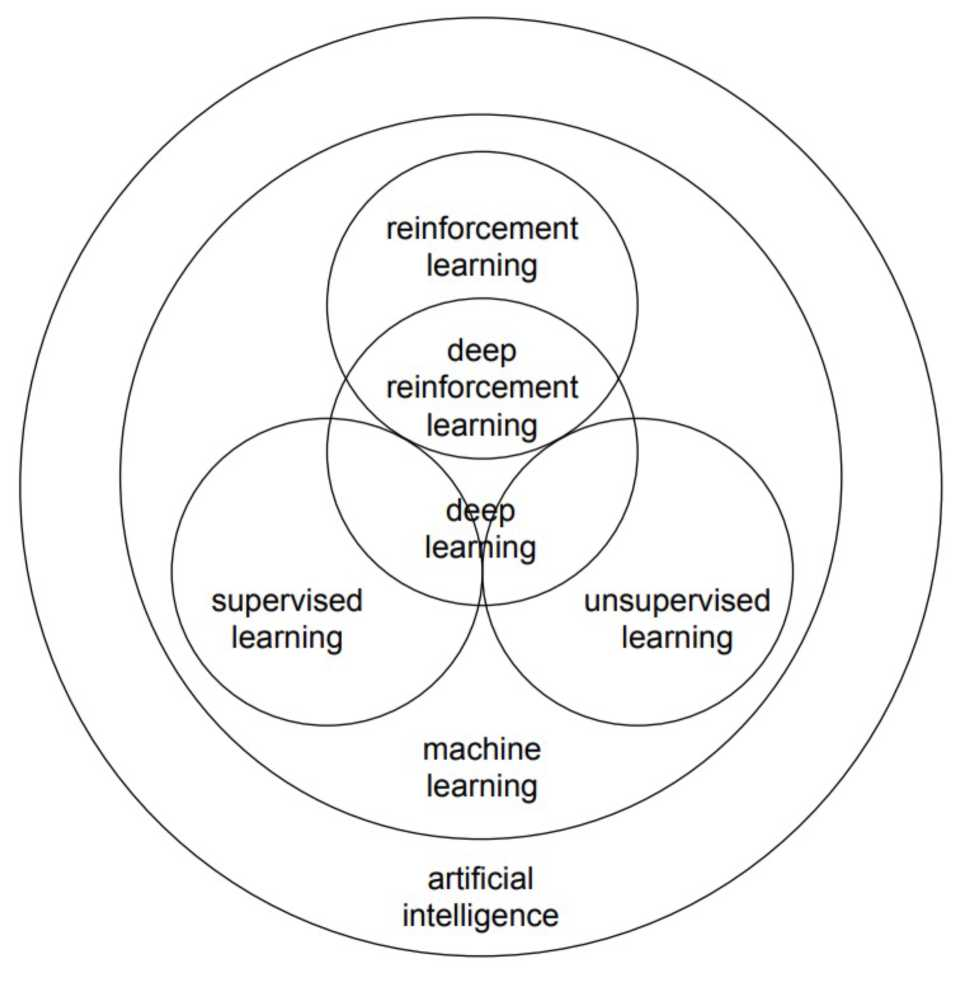 reinforcement
learning
deep
reinforcement
learning
deep
learning
supervised
learning
unsupervised
learning
machine
learning
artificial
intelligence